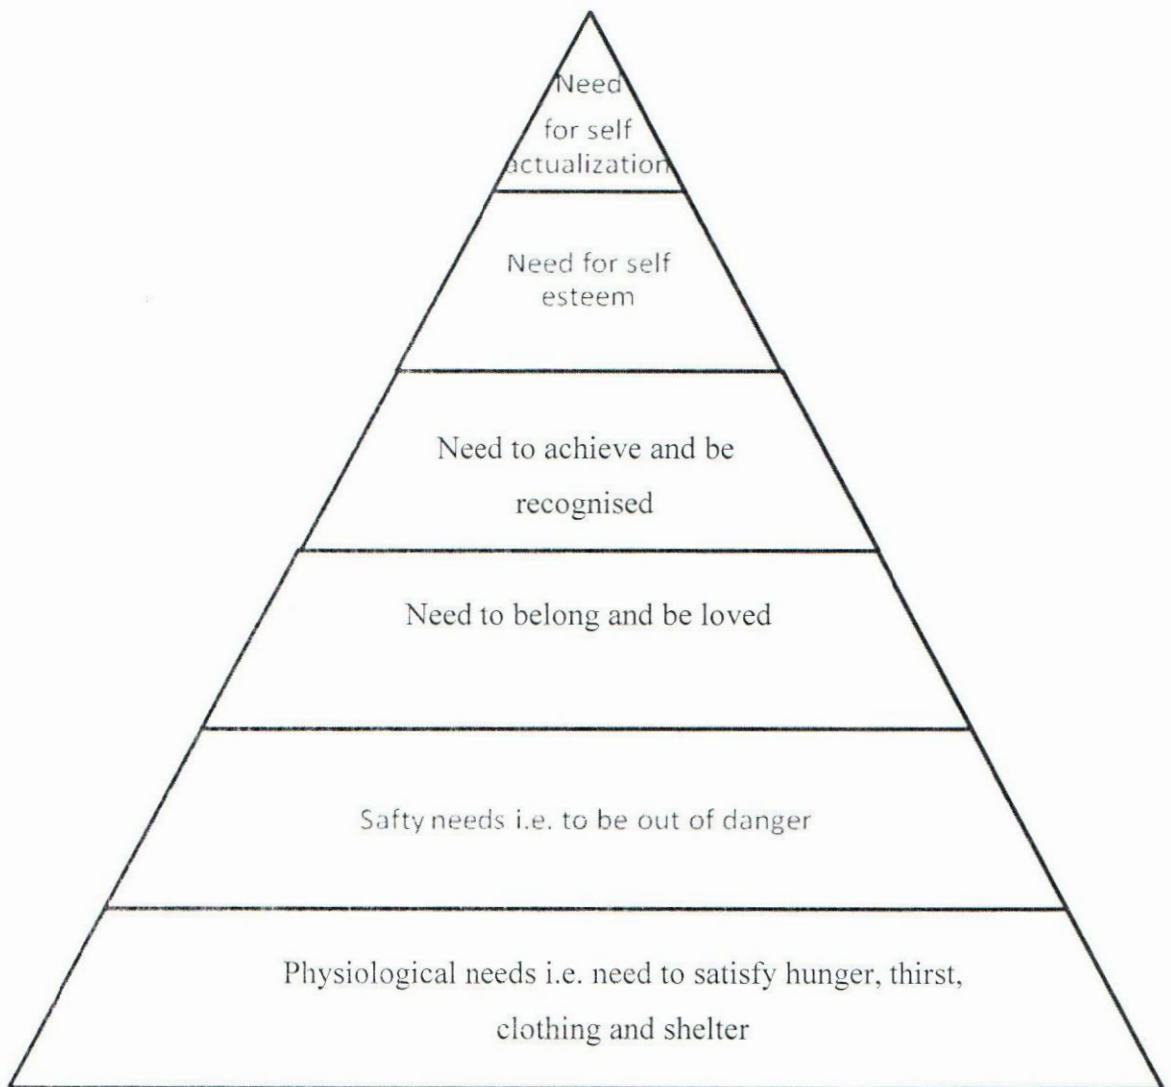 Need
for self
actualization
Need for self
esteem
Need to achieve and be
recognised
Need to belong and be loved
Safty needs i.e. to be out of danger
Physiological needs i.e. need to satisfy hunger, thirst,
clothing and shelter